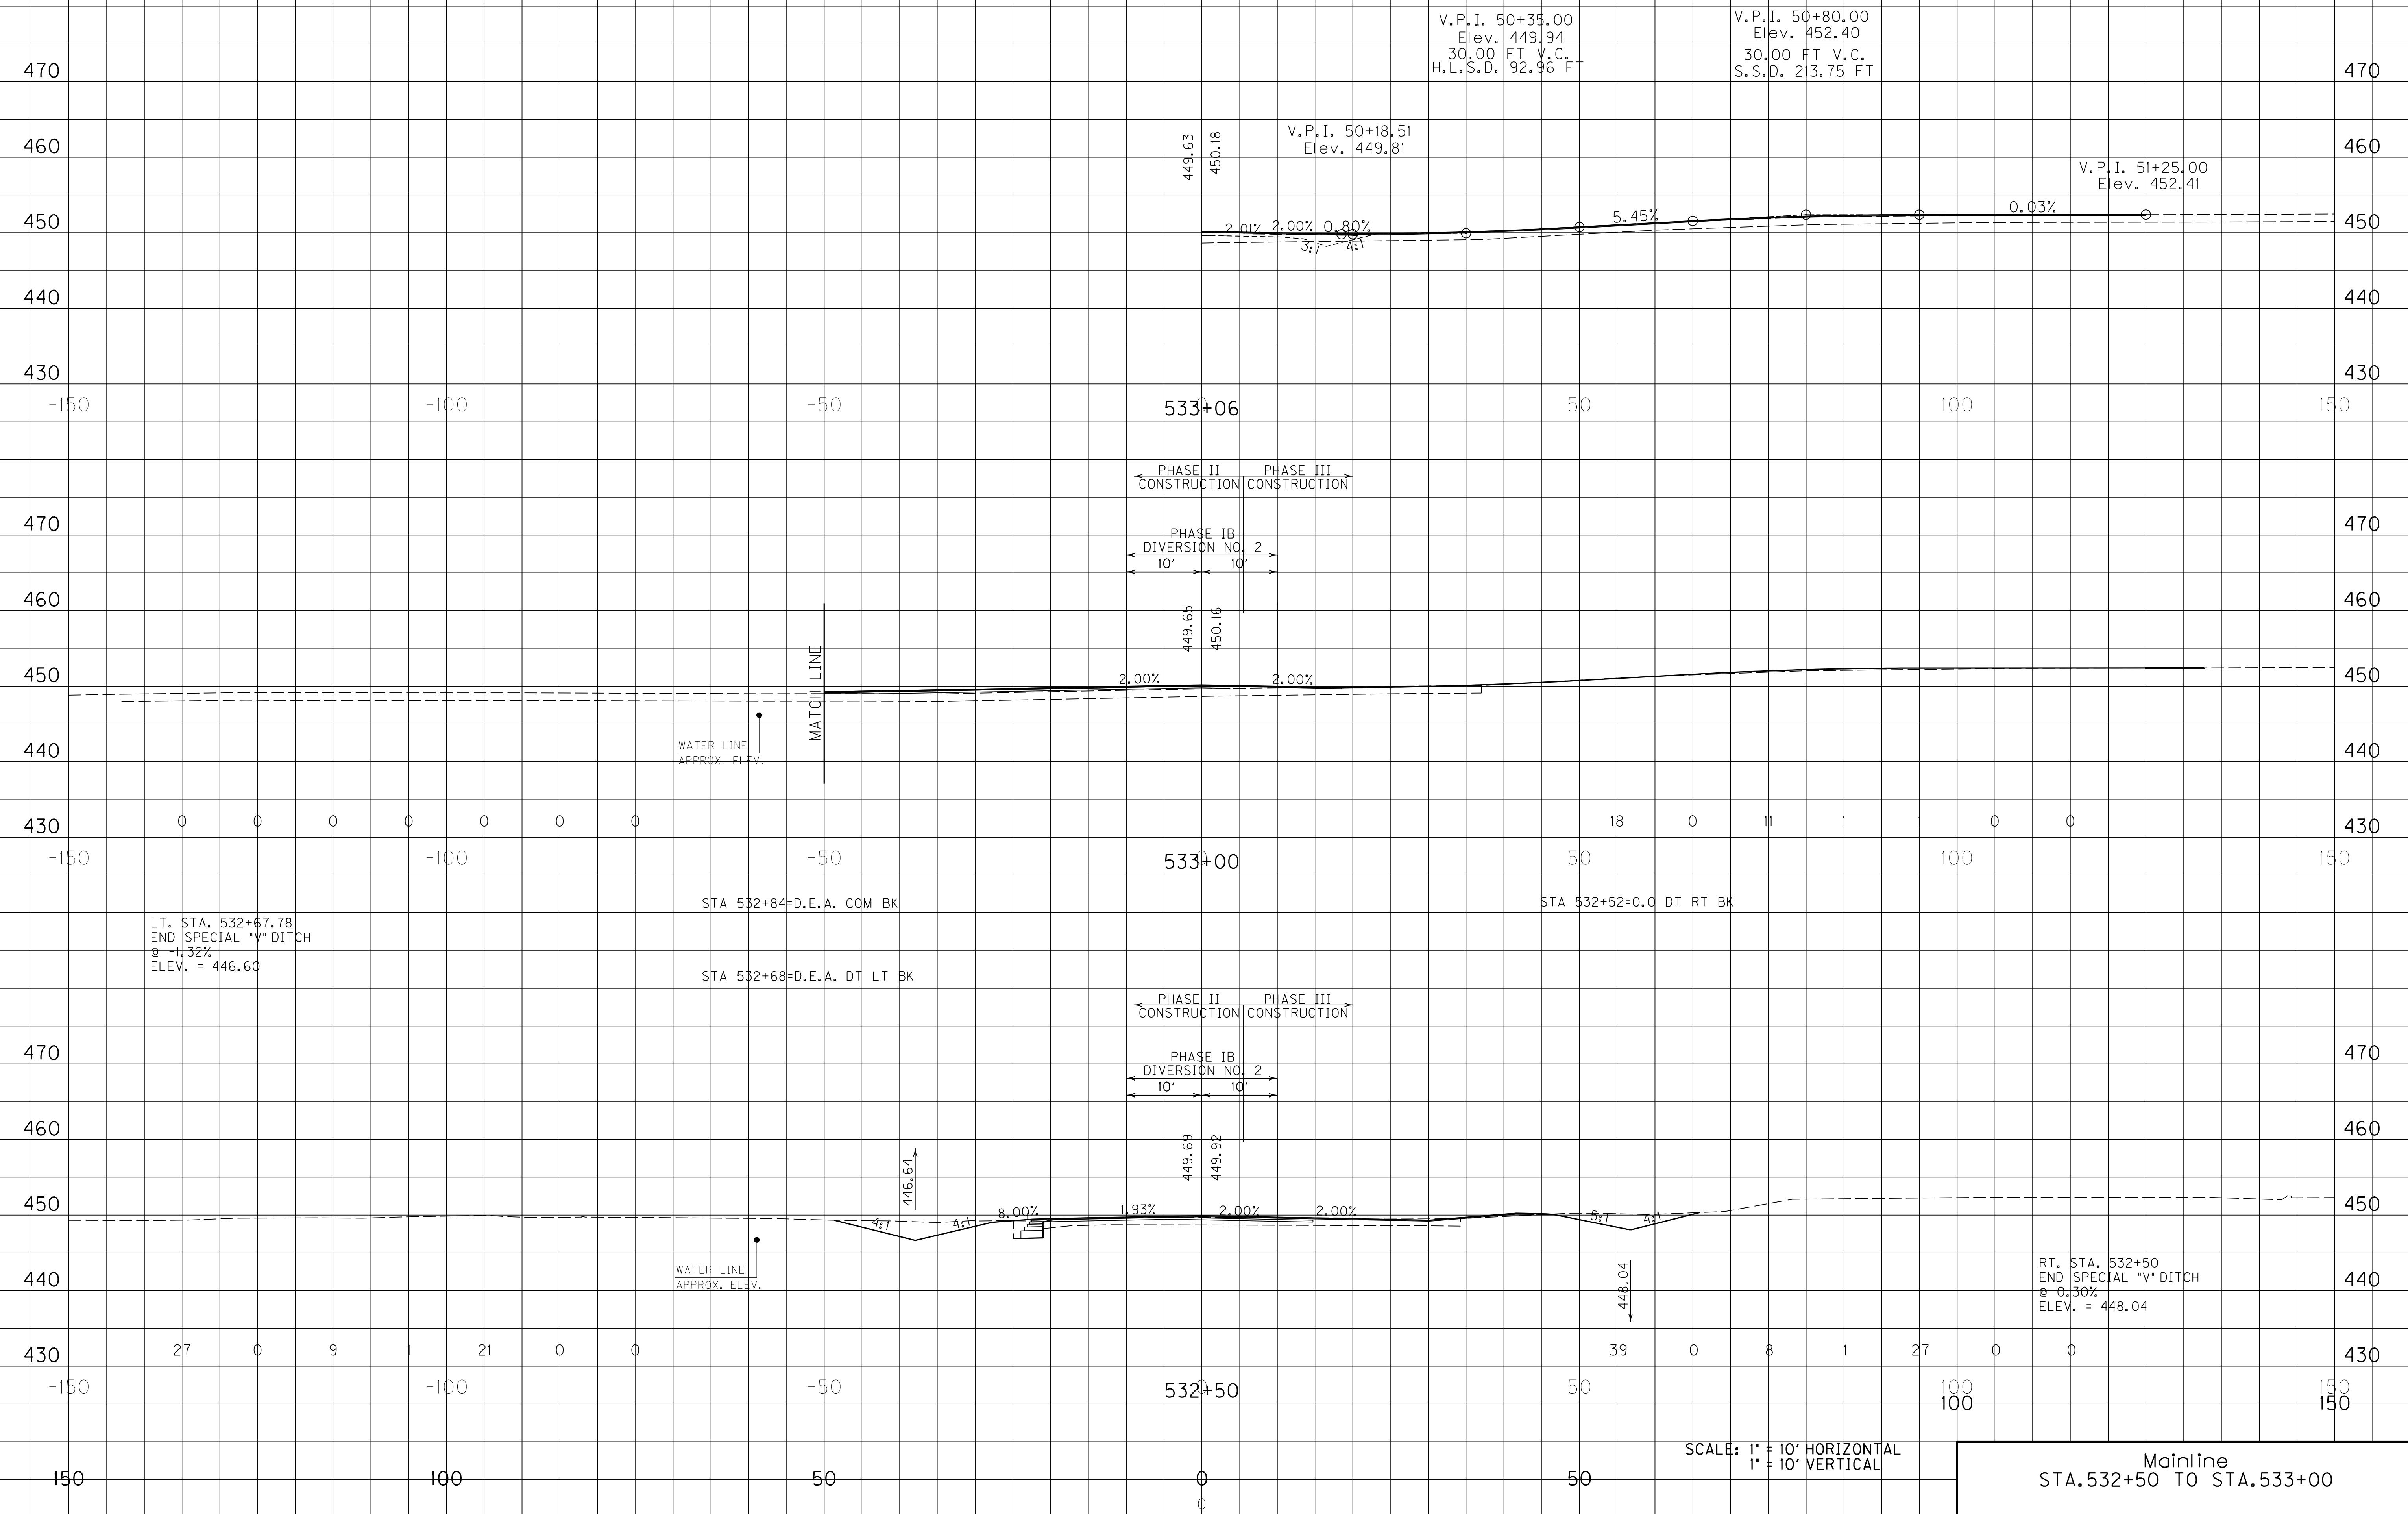 V.P.I. 50+35.00
Elev. 449.94
30.00 FT V.C.
H.L.S.D. 92.96 FT
V.P.I. 50+80.00
Elev. 452.40
30.00 FT V.C.
S.S.D. 213.75 FT
470 470
V.P.I. 50+18.51
Elev. 449.81
449.63
450.18
460 460
V.P.I. 51+25.00
Elev. 452.41
450 2.01% 2.00% 0.80% 5.45% 0.03% 450
3:1 4:1
440 440
430 430
-150 -100 -50 0 50 100 150
533+06
PHASE II PHASE III
CONSTRUCTION CONSTRUCTION
470 470
PHASE IB
DIVERSION NO. 2
10' 10'
460 460
449.65
450.16
MATCH LINE
450 2.00% 2.00% 450
WATER LINE
APPROX. ELEV.
440 440
430 0 0 0 0 0 0 0 18 0 11 1 1 0 0 430
-150 -100 -50 0 50 100 150
533+00
STA 532+84=D.E.A. COM BK
STA 532+52=0.0 DT RT BK
LT. STA. 532+67.78
END SPECIAL "V" DITCH
@ -1.32%
ELEV. = 446.60
STA 532+68=D.E.A. DT LT BK
PHASE II PHASE III
CONSTRUCTION CONSTRUCTION
470 470
PHASE IB
DIVERSION NO. 2
10' 10'
460 460
446.64
449.69
449.92
450 4:1 4:1 8.00% 1.93% 2.00% 2.00% 5:1 4:1 450
WATER LINE
APPROX. ELEV.
448.04
RT. STA. 532+50
END SPECIAL "V" DITCH
@ 0.30%
ELEV. = 448.04
440 440
430 27 0 9 1 21 0 0 39 0 8 1 27 0 0 430
-150 -100 -50 0 50 100 150
532+50
100 150
SCALE: 1" = 10' HORIZONTAL
1" = 10' VERTICAL
150 100 50 0 50
0
Mainline
STA.532+50 TO STA.533+00